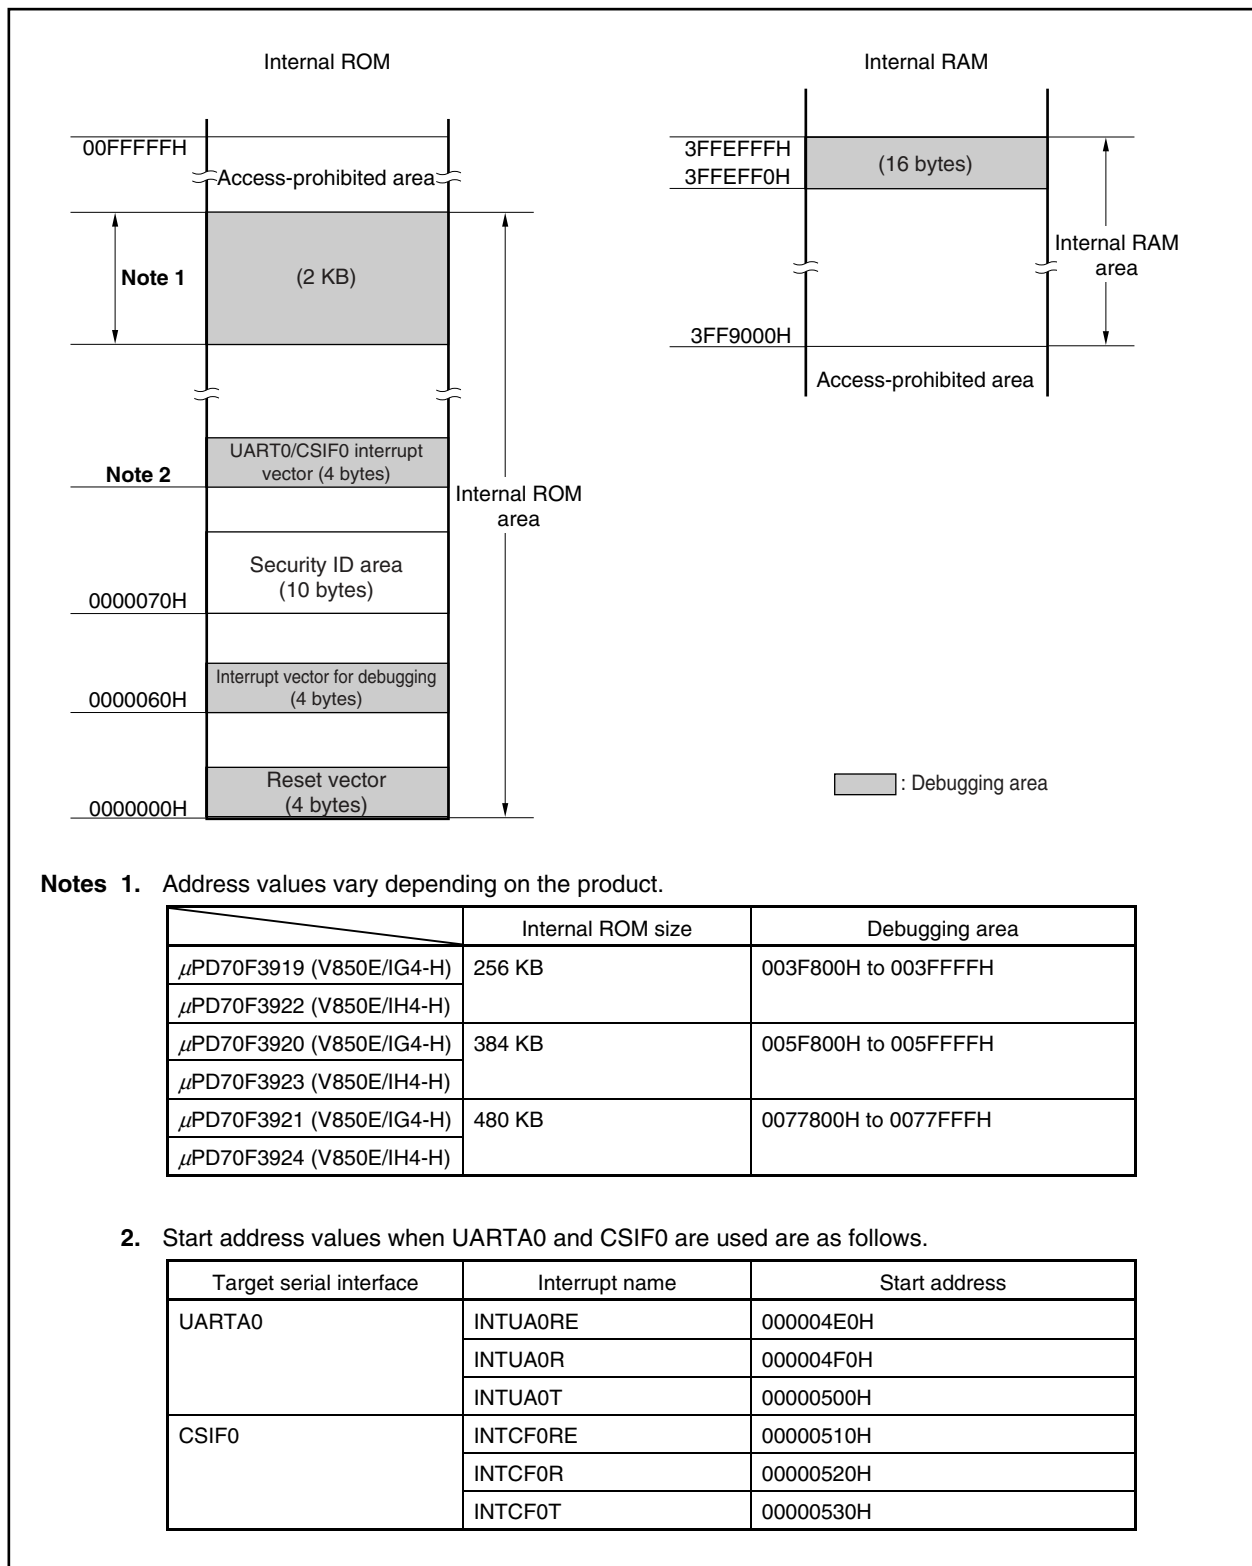 Internal ROM
00FFFFFH
Access-prohibited area
Note 1
(2 KB)
UART0/CSIF0 interrupt
vector (4 bytes)
Note 2
Internal ROM
area
Security ID area
(10 bytes)
0000070H
Interrupt vector for debugging
(4 bytes)
0000060H
Reset vector
(4 bytes)
0000000H
Internal RAM
3FFEFFFH
(16 bytes)
3FFEFF0H
Internal RAM
area
3FF9000H
Access-prohibited area
: Debugging area
Notes 1. Address values vary depending on the product.
Internal ROM size Debugging area
μPD70F3919 (V850E/IG4-H) 256 KB 003F800H to 003FFFFH
μPD70F3922 (V850E/IH4-H)
μPD70F3920 (V850E/IG4-H) 384 KB 005F800H to 005FFFFH
μPD70F3923 (V850E/IH4-H)
μPD70F3921 (V850E/IG4-H) 480 KB 0077800H to 0077FFFH
μPD70F3924 (V850E/IH4-H)
2. Start address values when UARTA0 and CSIF0 are used are as follows.
Target serial interface Interrupt name Start address
UARTA0 INTUA0RE 000004E0H
INTUA0R 000004F0H
INTUA0T 00000500H
CSIF0 INTCF0RE 00000510H
INTCF0R 00000520H
INTCF0T 00000530H